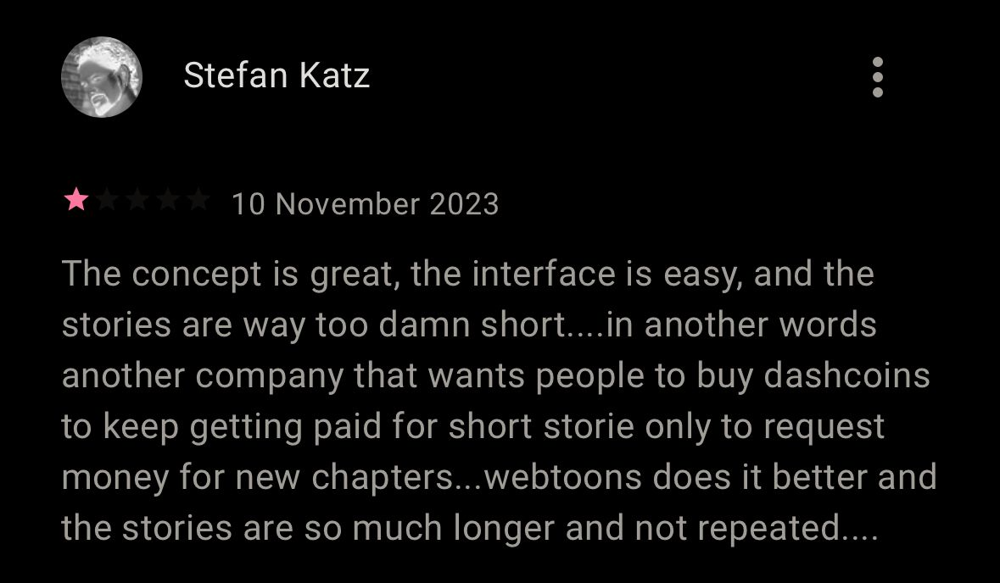 Stefan Katz
10 November 2023
The concept is great, the interface is easy, and the
stories are way too damn short....in another words
another company that wants people to buy dashcoins
to keep getting paid for short storie only to request
money for new chapters...webtoons does it better and
the stories are so much longer and not repeated....